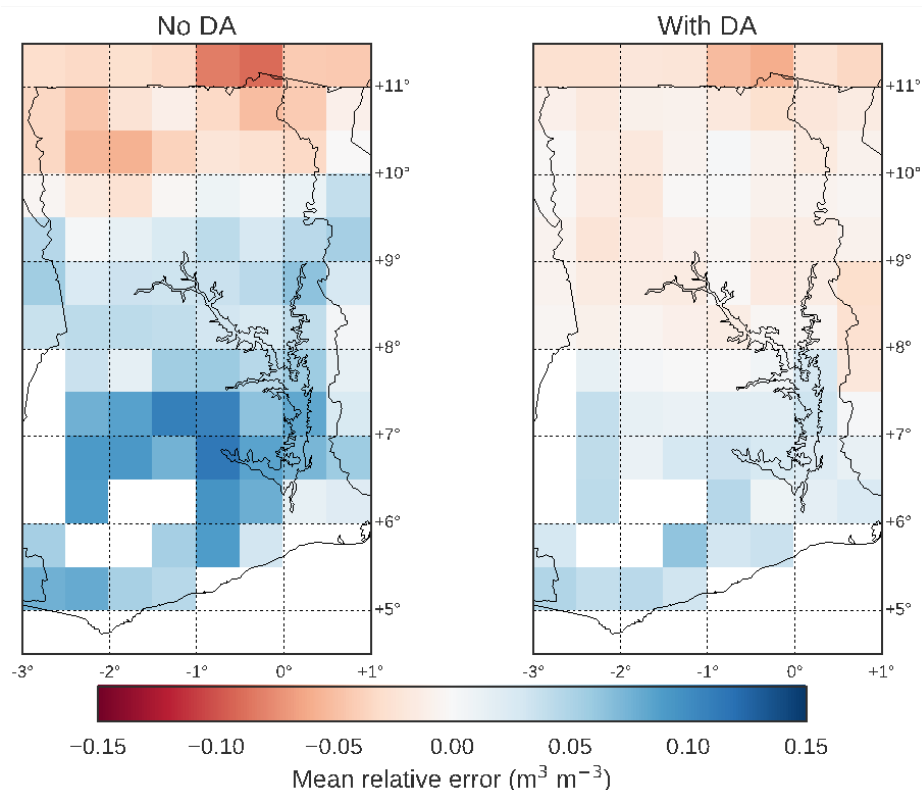 No DA
With DA
+11°
+10°
+9°
+8°
+7°
+6°
+5°
+11°
+10°
+9°
+8°
+7°
+6°
+5°
-3° -2° -1° 0° +1°
-3° -2° -1° 0° +1°
−0.15 −0.10 −0.05 0.00 0.05 0.10 0.15
Mean relative error (m³ m⁻³)